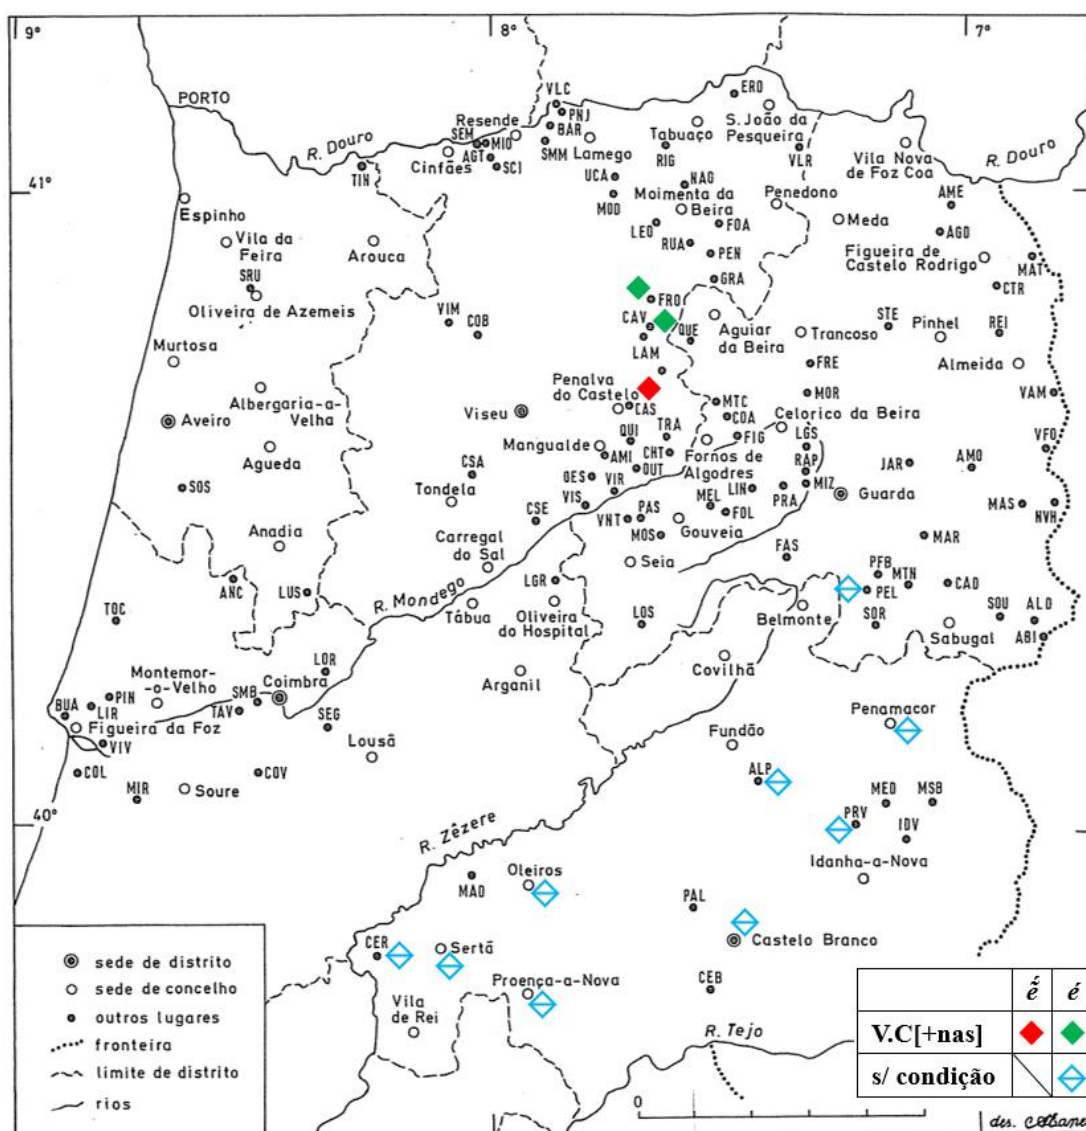 9°
8°
7°
PORTO
R. Douro
VLC
PNJ
BAR
SMM
SEM
MIO
AGT
SCI
Resende
Cinfães
TIN
Lamego
UCA
MOD
ERD
Tabuaço
RIG
S. João da
Pesqueira
VLR
Vila Nova
de Foz Coa
R. Douro
41°
Espinho
Vila da
Feira
Arouca
SRU
Oliveira de Azemeis
NAG
Moimenta da
Beira
Penedono
Meda
AME
AGD
LEO
FOA
RUA
PEN
GRA
Figueira de
Castelo Rodrigo
MAT
CTR
VIM
COB
FRO
CAV
QUE
LAM
Aguiar
da Beira
Trancoso
STE
Pinhel
REI
Murtosa
Almeida
FRE
Penalva
do Castelo
CAS
MTC
COA
MOR
VAM
Albergaria-a-
Velha
Aveiro
Viseu
QUI
TRA
FIG
Celorico da Beira
LGS
VFO
Agueda
Mangualde
AMI
CHT
OUT
Fornos de
Algodres
RAP
JAR
AMO
SOS
CSA
Tondela
OES
VIR
VIS
MEL
LIN
FOL
PRA
MIZ
Guarda
MAS
NVH
CSE
VNT
PAS
MOS
Gouveia
MAR
Anadia
Carregal
do Sal
Seia
FAS
PFB
MTN
PEL
CAD
ANC
LUS
R. Mondego
LGR
Tábua
Oliveira
do Hospital
LOS
Belmonte
SOR
Sabugal
SOU
ALD
ABI
TOC
LOR
Arganil
Covilhã
Montemor-
-o-Velho
Coimbra
PIN
LIR
BUA
SMB
TAV
SEG
Figueira da Foz
VIV
Lousã
Penamacor
Fundão
COL
MIR
Soure
COV
ALP
MED
MSB
40°
PRV
IDV
R. Zêzere
Idanha-a-Nova
Oleiros
MAO
PAL
CER
Sertã
Castelo Branco
Proença-a-Nova
CEB
Vila
de Rei
R. Tejo
sede de distrito
sede de concelho
outros lugares
fronteira
limite de distrito
rios
ẽ́ é
V.C[+nas]
s/ condição
0
des.